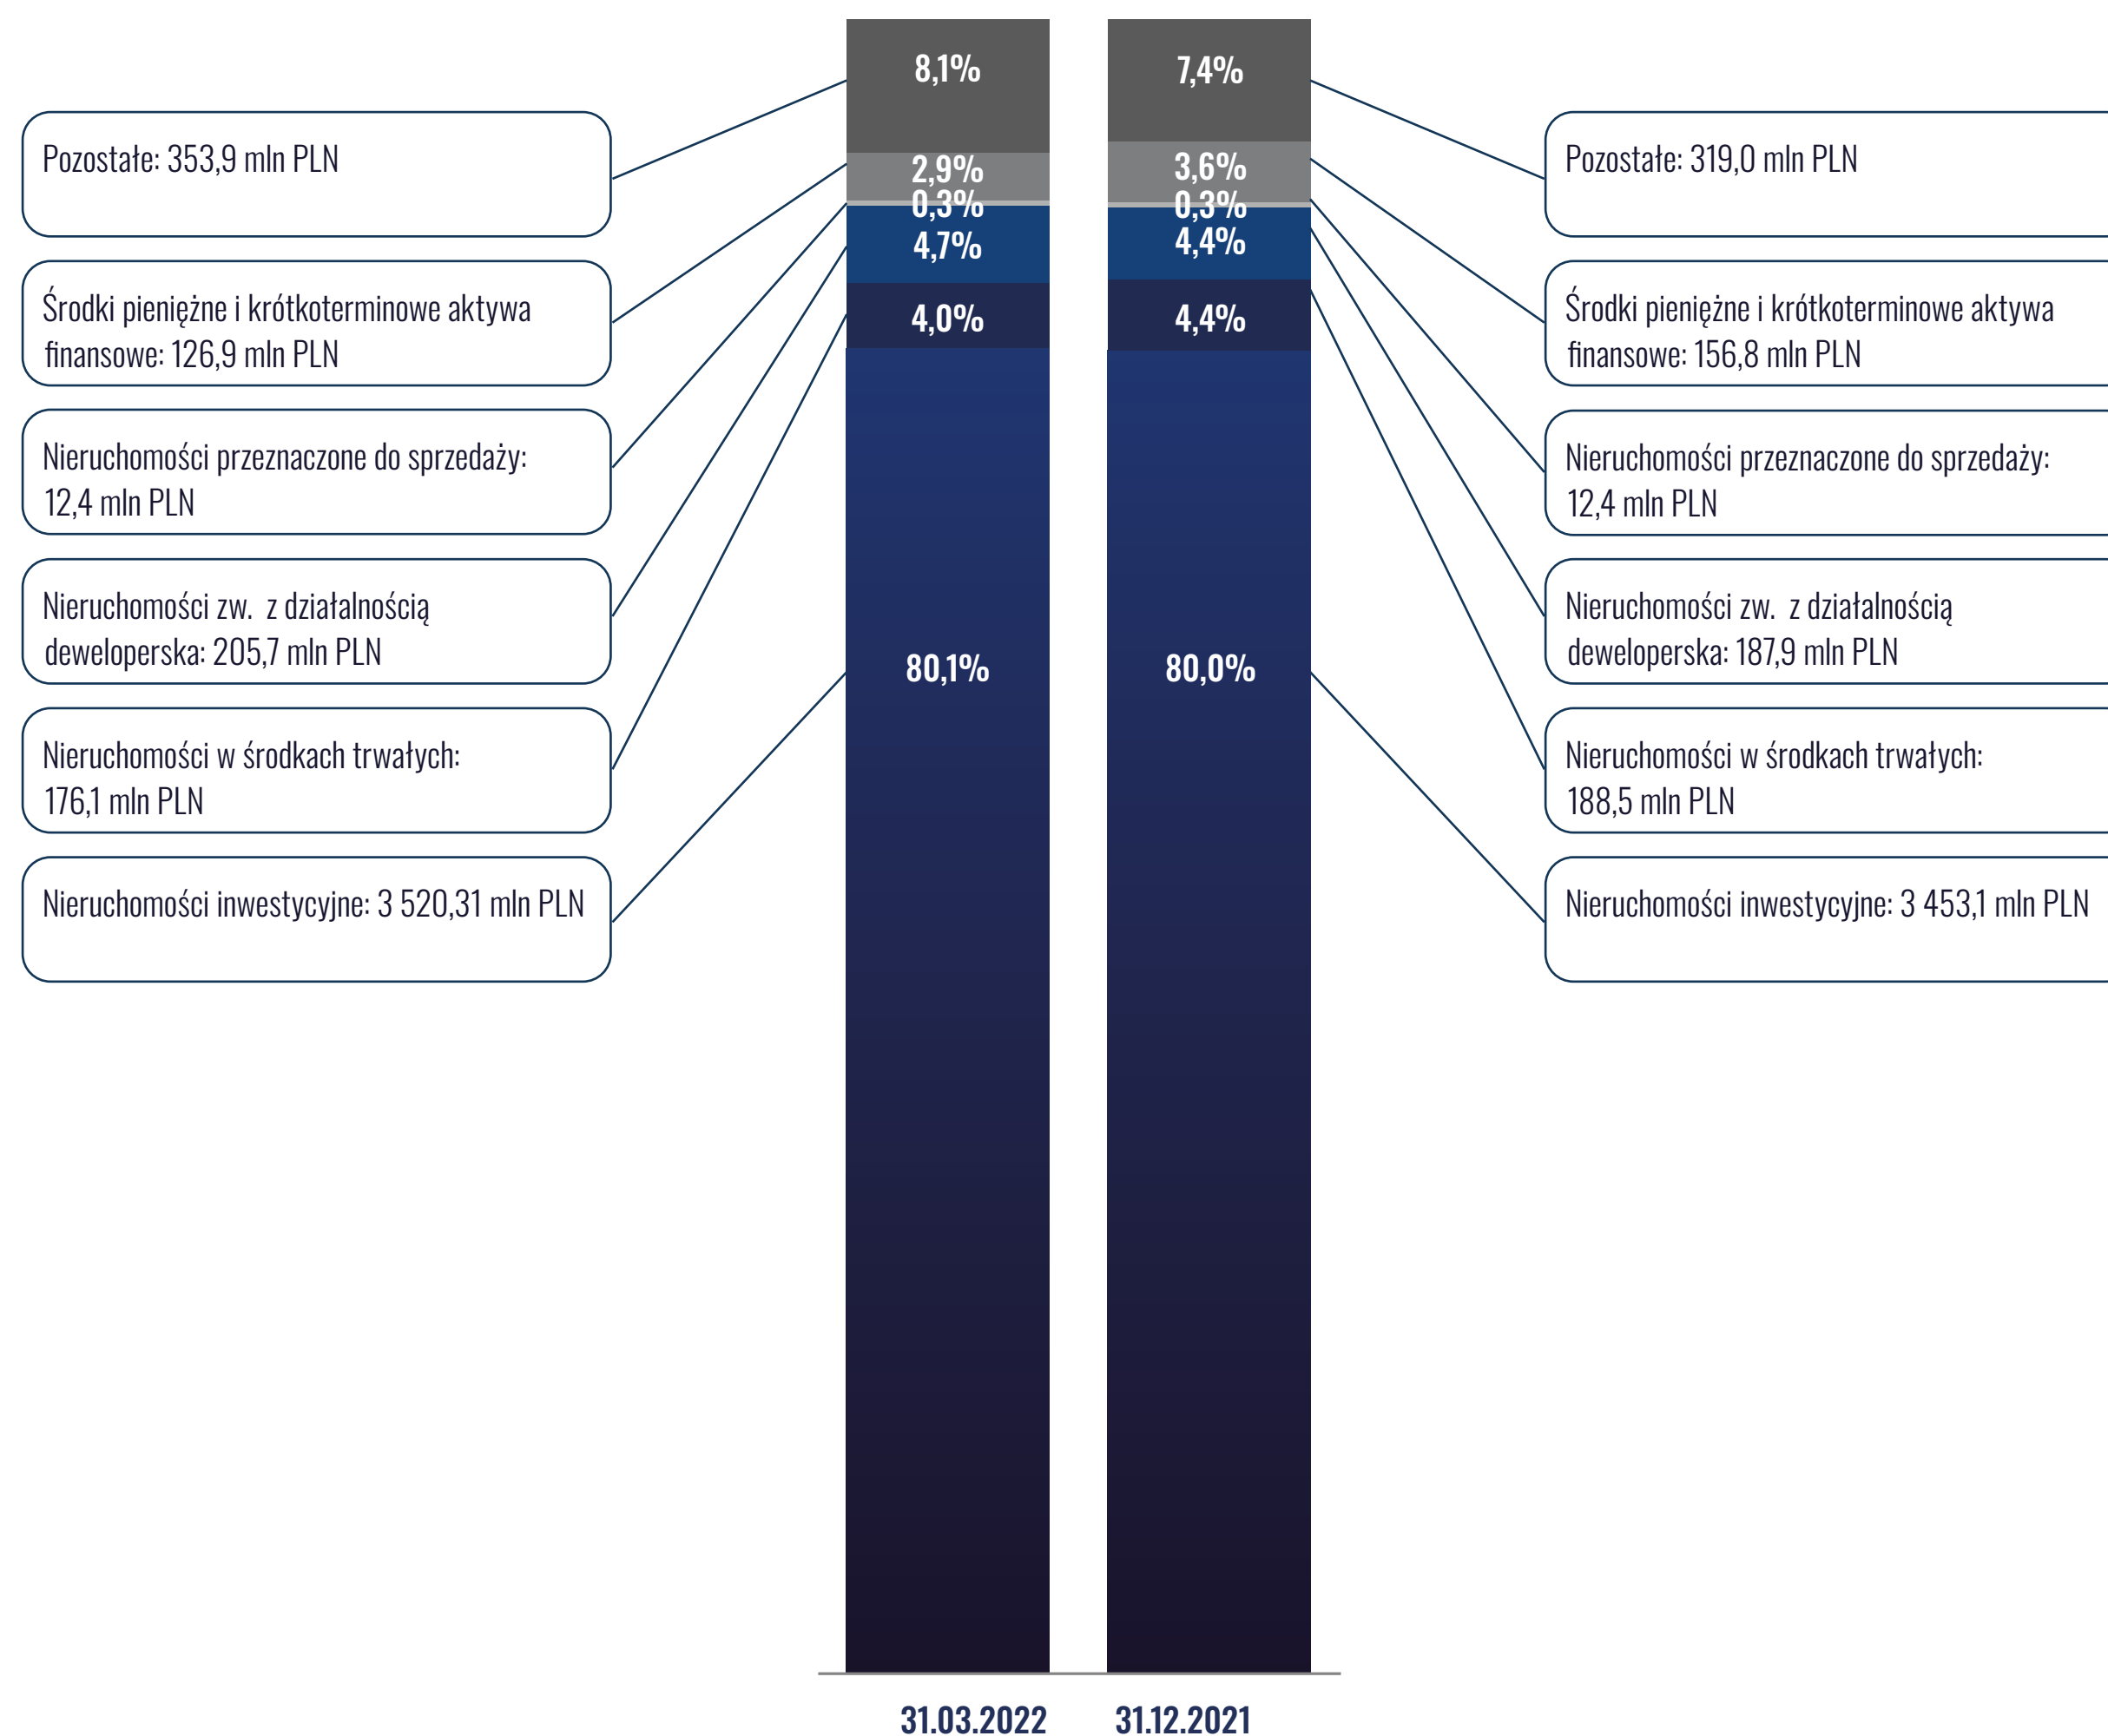 8,1%
2,9%
0,3%
4,7%
4,0%
80,1%
7,4%
3,6%
0,3%
4,4%
4,4%
80,0%
Pozostałe: 353,9 mln PLN
Środki pieniężne i krótkoterminowe aktywa
finansowe: 126,9 mln PLN
Nieruchomości przeznaczone do sprzedaży:
12,4 mln PLN
Nieruchomości zw.  z działalnością
deweloperska: 205,7 mln PLN
Nieruchomości w środkach trwałych:
176,1 mln PLN
Nieruchomości inwestycyjne: 3 520,31 mln PLN
Pozostałe: 319,0 mln PLN
Środki pieniężne i krótkoterminowe aktywa
finansowe: 156,8 mln PLN
Nieruchomości przeznaczone do sprzedaży:
12,4 mln PLN
Nieruchomości zw.  z działalnością
deweloperska: 187,9 mln PLN
Nieruchomości w środkach trwałych:
188,5 mln PLN
Nieruchomości inwestycyjne: 3 453,1 mln PLN
31.03.2022
31.12.2021